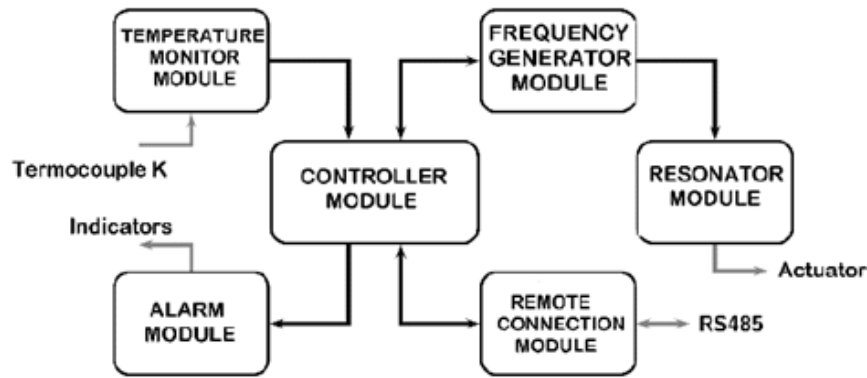 TEMPERATURE
MONITOR
MODULE
FREQUENCY
GENERATOR
MODULE
Termocouple K
CONTROLLER
MODULE
RESONATOR
MODULE
Indicators
Actuator
ALARM
MODULE
REMOTE
CONNECTION
MODULE
RS485